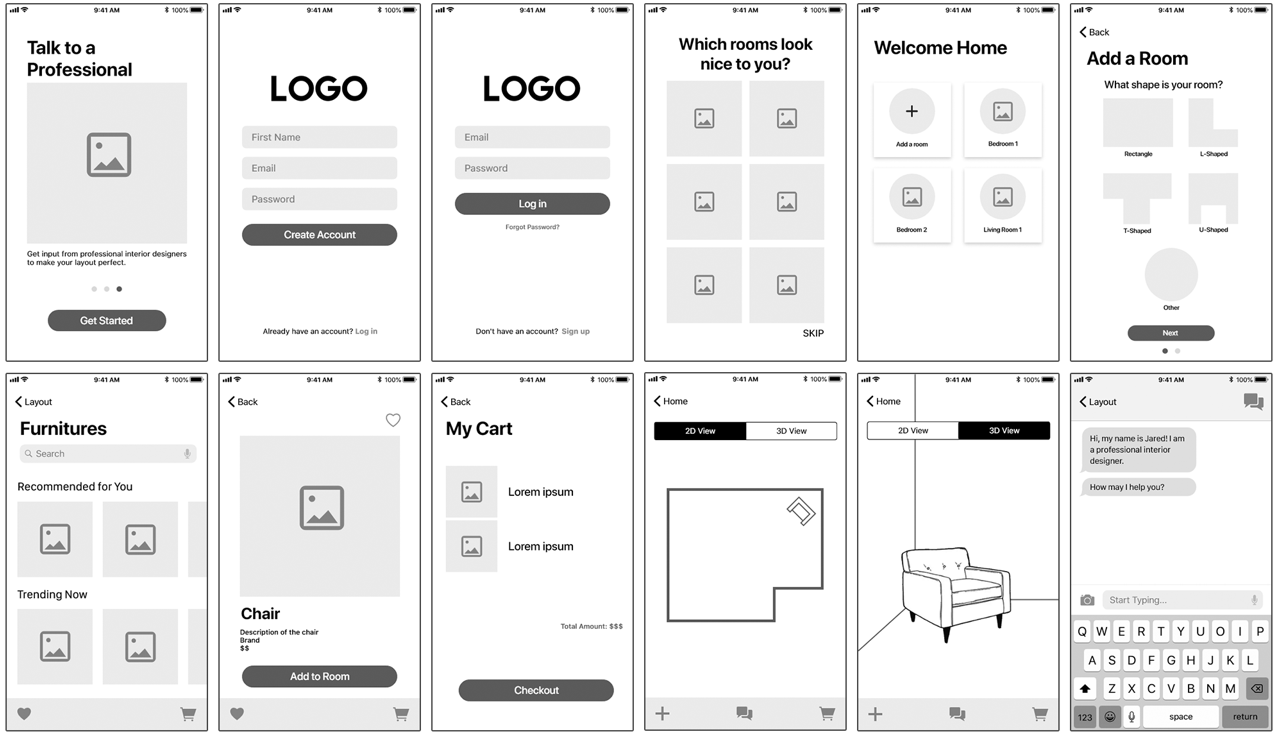 9:41 AM
100%
Talk to a
Professional
Get input from professional interior designers
to make your layout perfect.
Get Started
9:41 AM
100%
LOGO
First Name
Email
Password
Create Account
Already have an account? Log in
9:41 AM
100%
LOGO
Email
Password
Log in
Forgot Password?
Don't have an account? Sign up
9:41 AM
100%
Which rooms look
nice to you?
SKIP
9:41 AM
100%
Welcome Home
Add a room
Bedroom 1
Bedroom 2
Living Room 1
9:41 AM
100%
Back
Add a Room
What shape is your room?
Rectangle
L-Shaped
T-Shaped
U-Shaped
Other
Next
9:41 AM
100%
Layout
Furnitures
Search
Recommended for You
Trending Now
9:41 AM
100%
Back
Chair
Description of the chair
Brand
$$
Add to Room
9:41 AM
100%
Back
My Cart
Lorem ipsum
Lorem ipsum
Total Amount: $$$
Checkout
9:41 AM
100%
Home
2D View
3D View
9:41 AM
100%
Home
2D View
3D View
9:41 AM
100%
Layout
Hi, my name is Jared! I am
a professional interior
designer.
How may I help you?
Start Typing...
Q W E R T Y U O I P
A S D F G H J K L
Z X C V B N M
123
space
return